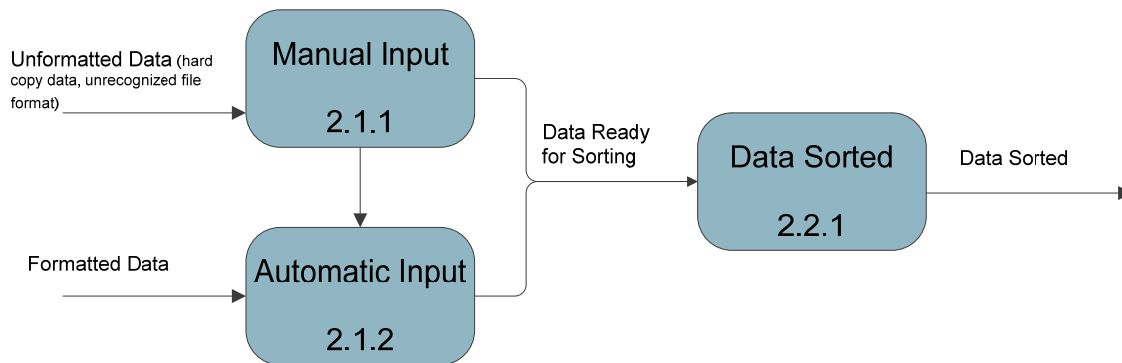 Unformatted Data (hard
copy data, unrecognized file
format)
Manual Input
2.1.1
Data Ready
for Sorting
Data Sorted
2.2.1
Data Sorted
Formatted Data
Automatic Input
2.1.2